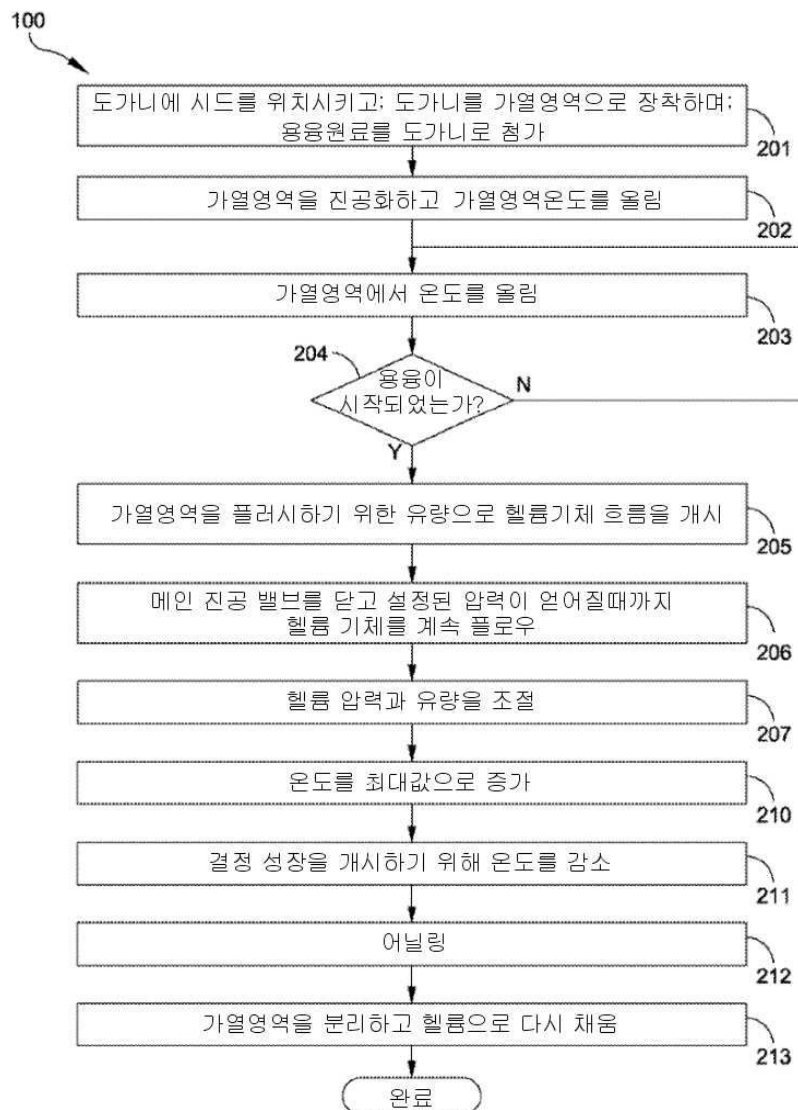 100
도가니에 시드를 위치시키고; 도가니를 가열영역으로 장착하며;
용융원료를 도가니로 첨가
201
가열영역을 진공화하고 가열영역온도를 올림
202
가열영역에서 온도를 올림
203
204
용융이
시작되었는가?
N
Y
가열영역을 플러시하기 위한 유량으로 헬륨기체 흐름을 개시
205
메인 진공 밸브를 닫고 설정된 압력이 얻어질때까지
헬륨 기체를 계속 플로우
206
헬륨 압력과 유량을 조절
207
온도를 최대값으로 증가
210
결정 성장을 개시하기 위해 온도를 감소
211
어닐링
212
가열영역을 분리하고 헬륨으로 다시 채움
213
완료